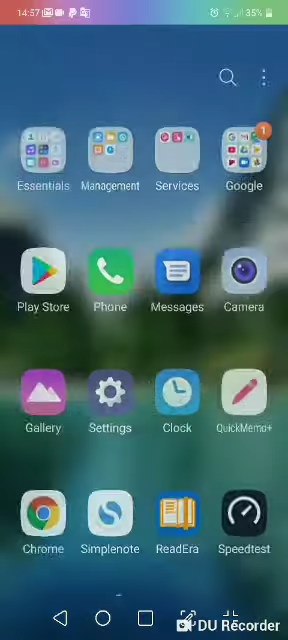 14:57 35%
Essentials Management Services Google
1
Play Store Phone Messages Camera
Gallery Settings Clock QuickMemo+
Chrome Simplenote ReadEra Speedtest
DU Recorder